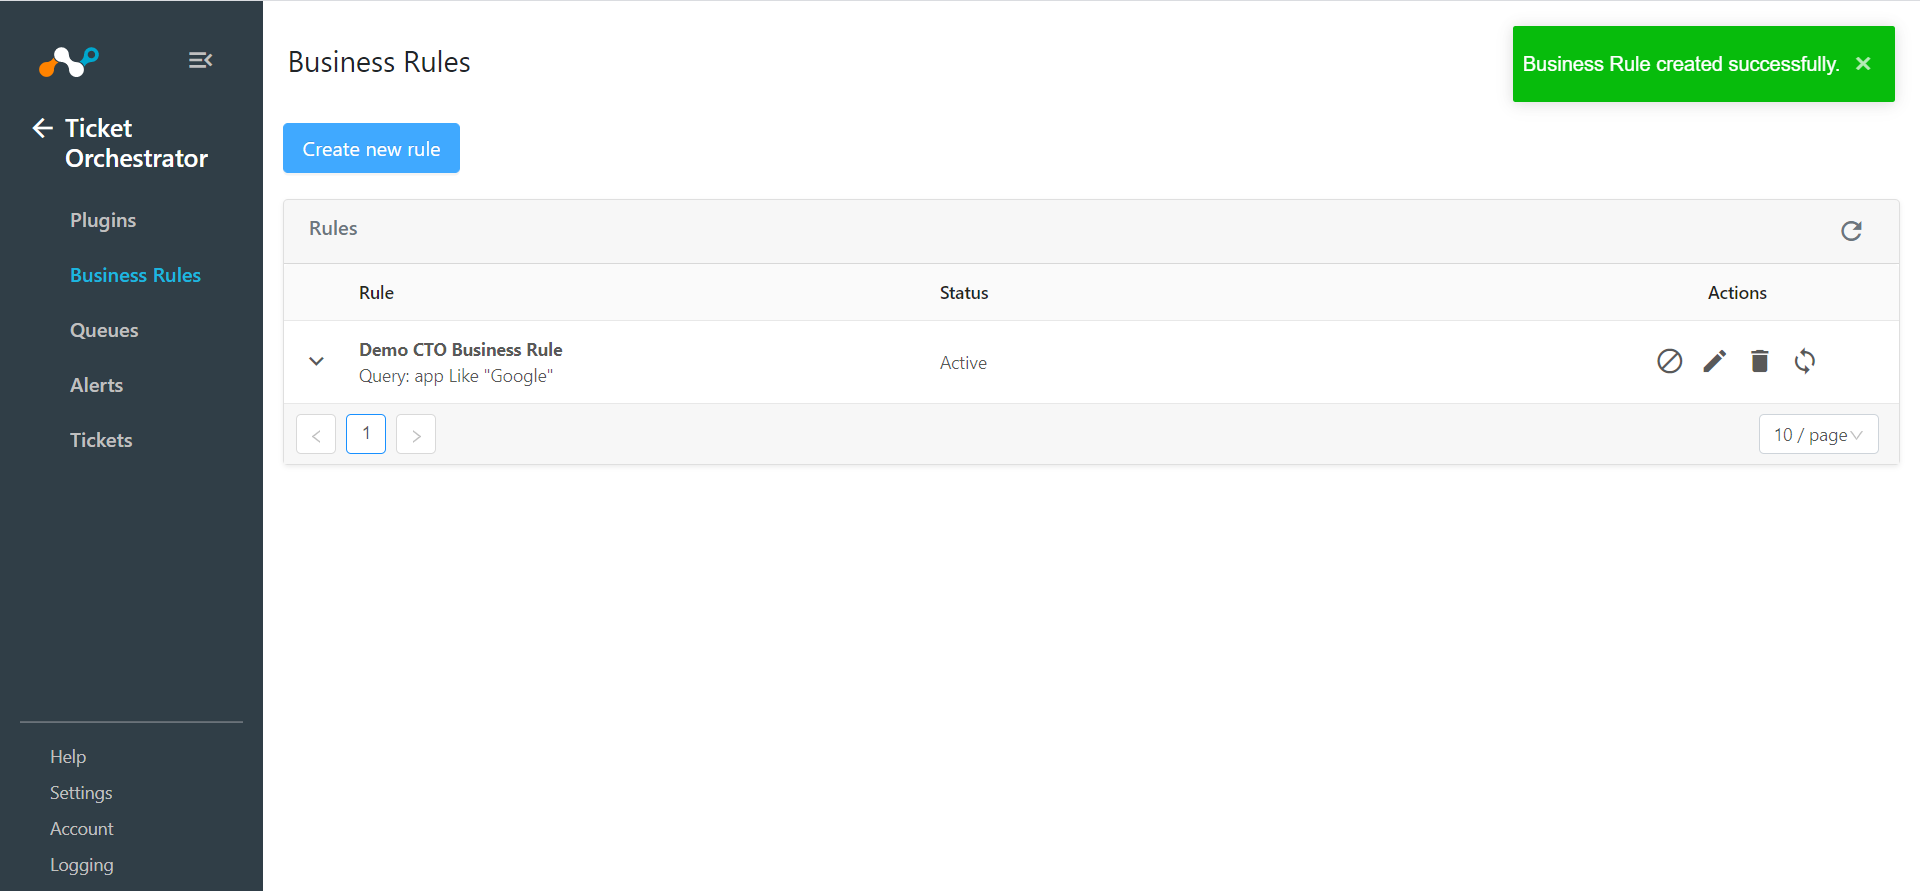 Ticket
Orchestrator
Plugins
Business Rules
Queues
Alerts
Tickets
Help
Settings
Account
Logging
Business Rules
Business Rule created successfully. ×
Create new rule
Rules
Rule Status Actions
Demo CTO Business Rule
Query: app Like "Google"
Active
< 1 >
10 / page